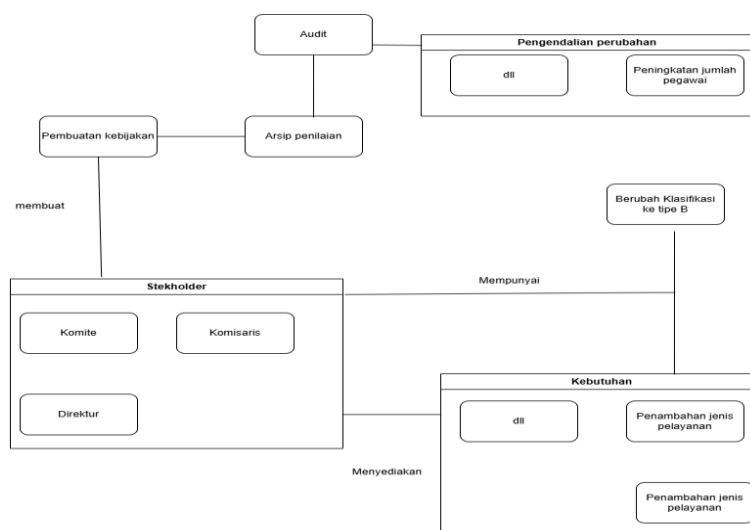 Audit
Pengendalian perubahan
dll
Peningkatan jumlah
pegawai
Pembuatan kebijakan
Arsip penilaian
membuat
Berubah Klasifikasi
ke tipe B
Mempunyai
Stekholder
Komite
Komisaris
Direktur
Menyediakan
Kebutuhan
dll
Penambahan jenis
pelayanan
Penambahan jenis
pelayanan